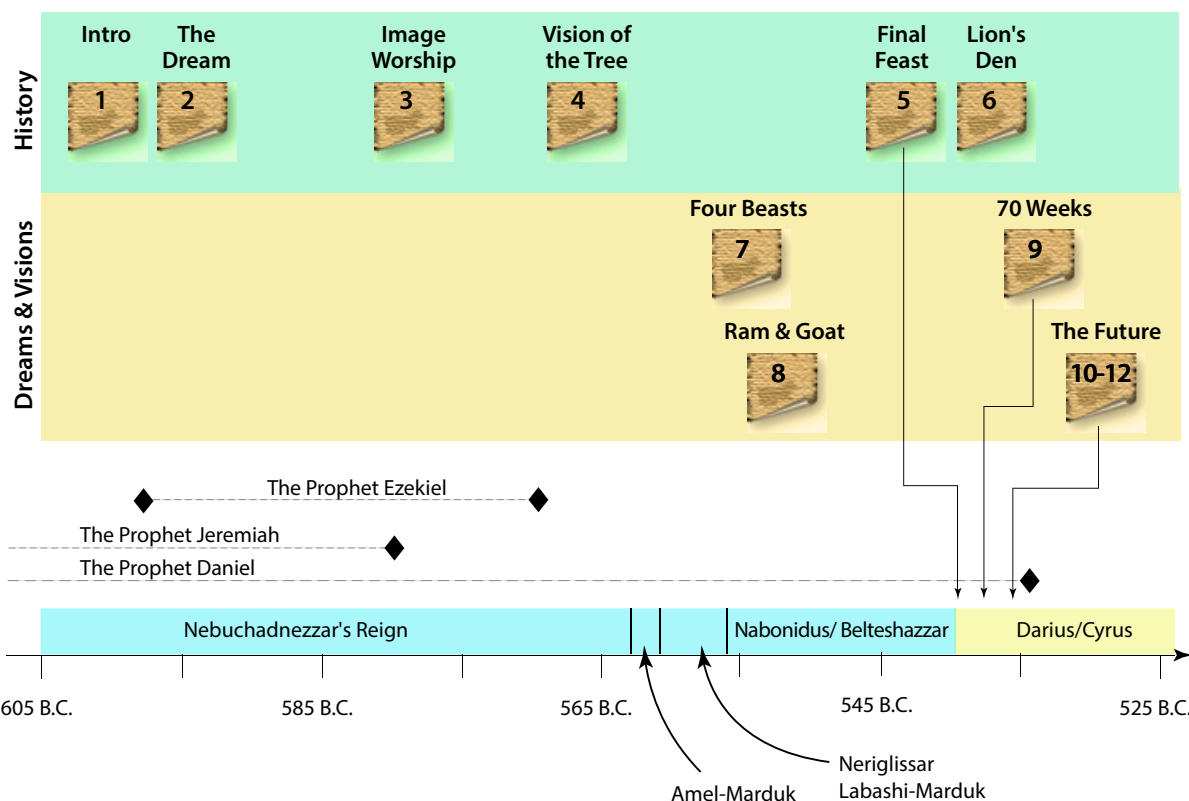 Intro
The
Dream
Image
Worship
Vision of
the Tree
Final
Feast
Lion's
Den
History
1
2
3
4
5
6
Dreams & Visions
Four Beasts
70 Weeks
7
9
Ram & Goat
The Future
8
10-12
The Prophet Ezekiel
The Prophet Jeremiah
The Prophet Daniel
Nebuchadnezzar's Reign
Nabonidus/ Belteshazzar
Darius/Cyrus
605 B.C.
585 B.C.
565 B.C.
545 B.C.
525 B.C.
Amel-Marduk
Neriglissar
Labashi-Marduk